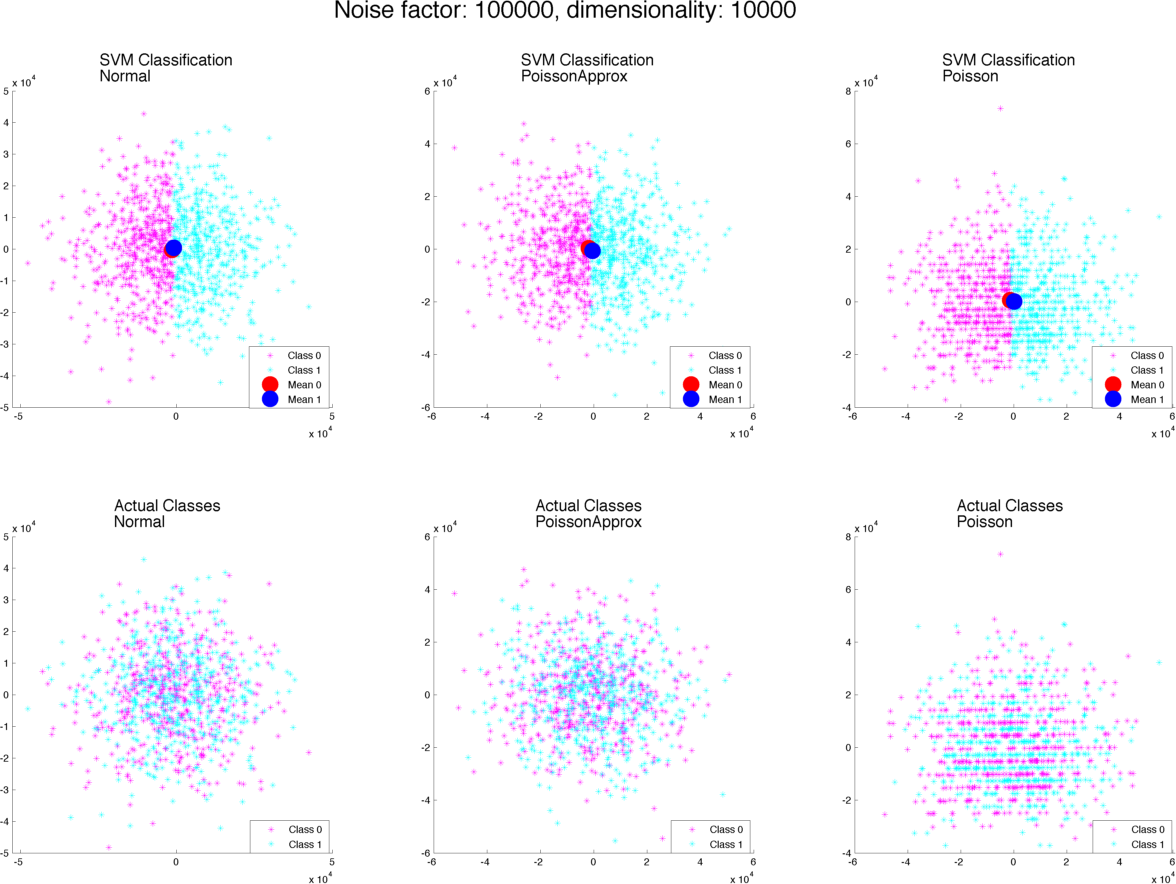 Noise factor: 100000, dimensionality: 10000
SVM Classification
Normal
x 10^4
5
4
3
2
1
0
-1
-2
-3
-4
-5
-5
0
5
x 10^4
Class 0
Class 1
Mean 0
Mean 1
SVM Classification
PoissonApprox
x 10^4
6
4
2
0
-2
-4
-6
-6
-4
-2
0
2
4
6
x 10^4
Class 0
Class 1
Mean 0
Mean 1
SVM Classification
Poisson
x 10^4
8
6
4
2
0
-2
-4
-6
-4
-2
0
2
4
6
x 10^4
Class 0
Class 1
Mean 0
Mean 1
Actual Classes
Normal
x 10^4
5
4
3
2
1
0
-1
-2
-3
-4
-5
-5
0
5
x 10^4
Class 0
Class 1
Actual Classes
PoissonApprox
x 10^4
6
4
2
0
-2
-4
-6
-6
-4
-2
0
2
4
6
x 10^4
Class 0
Class 1
Actual Classes
Poisson
x 10^4
8
6
4
2
0
-2
-4
-6
-4
-2
0
2
4
6
x 10^4
Class 0
Class 1